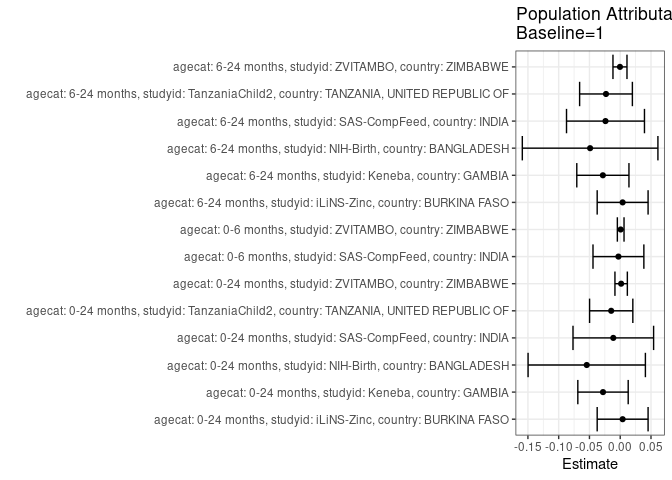 Population Attributa
Baseline=1
agecat: 6-24 months, studyid: ZVITAMBO, country: ZIMBABWE
agecat: 6-24 months, studyid: TanzaniaChild2, country: TANZANIA, UNITED REPUBLIC OF
agecat: 6-24 months, studyid: SAS-CompFeed, country: INDIA
agecat: 6-24 months, studyid: NIH-Birth, country: BANGLADESH
agecat: 6-24 months, studyid: Keneba, country: GAMBIA
agecat: 6-24 months, studyid: iLiNS-Zinc, country: BURKINA FASO
agecat: 0-6 months, studyid: ZVITAMBO, country: ZIMBABWE
agecat: 0-6 months, studyid: SAS-CompFeed, country: INDIA
agecat: 0-24 months, studyid: ZVITAMBO, country: ZIMBABWE
agecat: 0-24 months, studyid: TanzaniaChild2, country: TANZANIA, UNITED REPUBLIC OF
agecat: 0-24 months, studyid: SAS-CompFeed, country: INDIA
agecat: 0-24 months, studyid: NIH-Birth, country: BANGLADESH
agecat: 0-24 months, studyid: Keneba, country: GAMBIA
agecat: 0-24 months, studyid: iLiNS-Zinc, country: BURKINA FASO
-0.15 -0.10 -0.05 0.00 0.05
Estimate